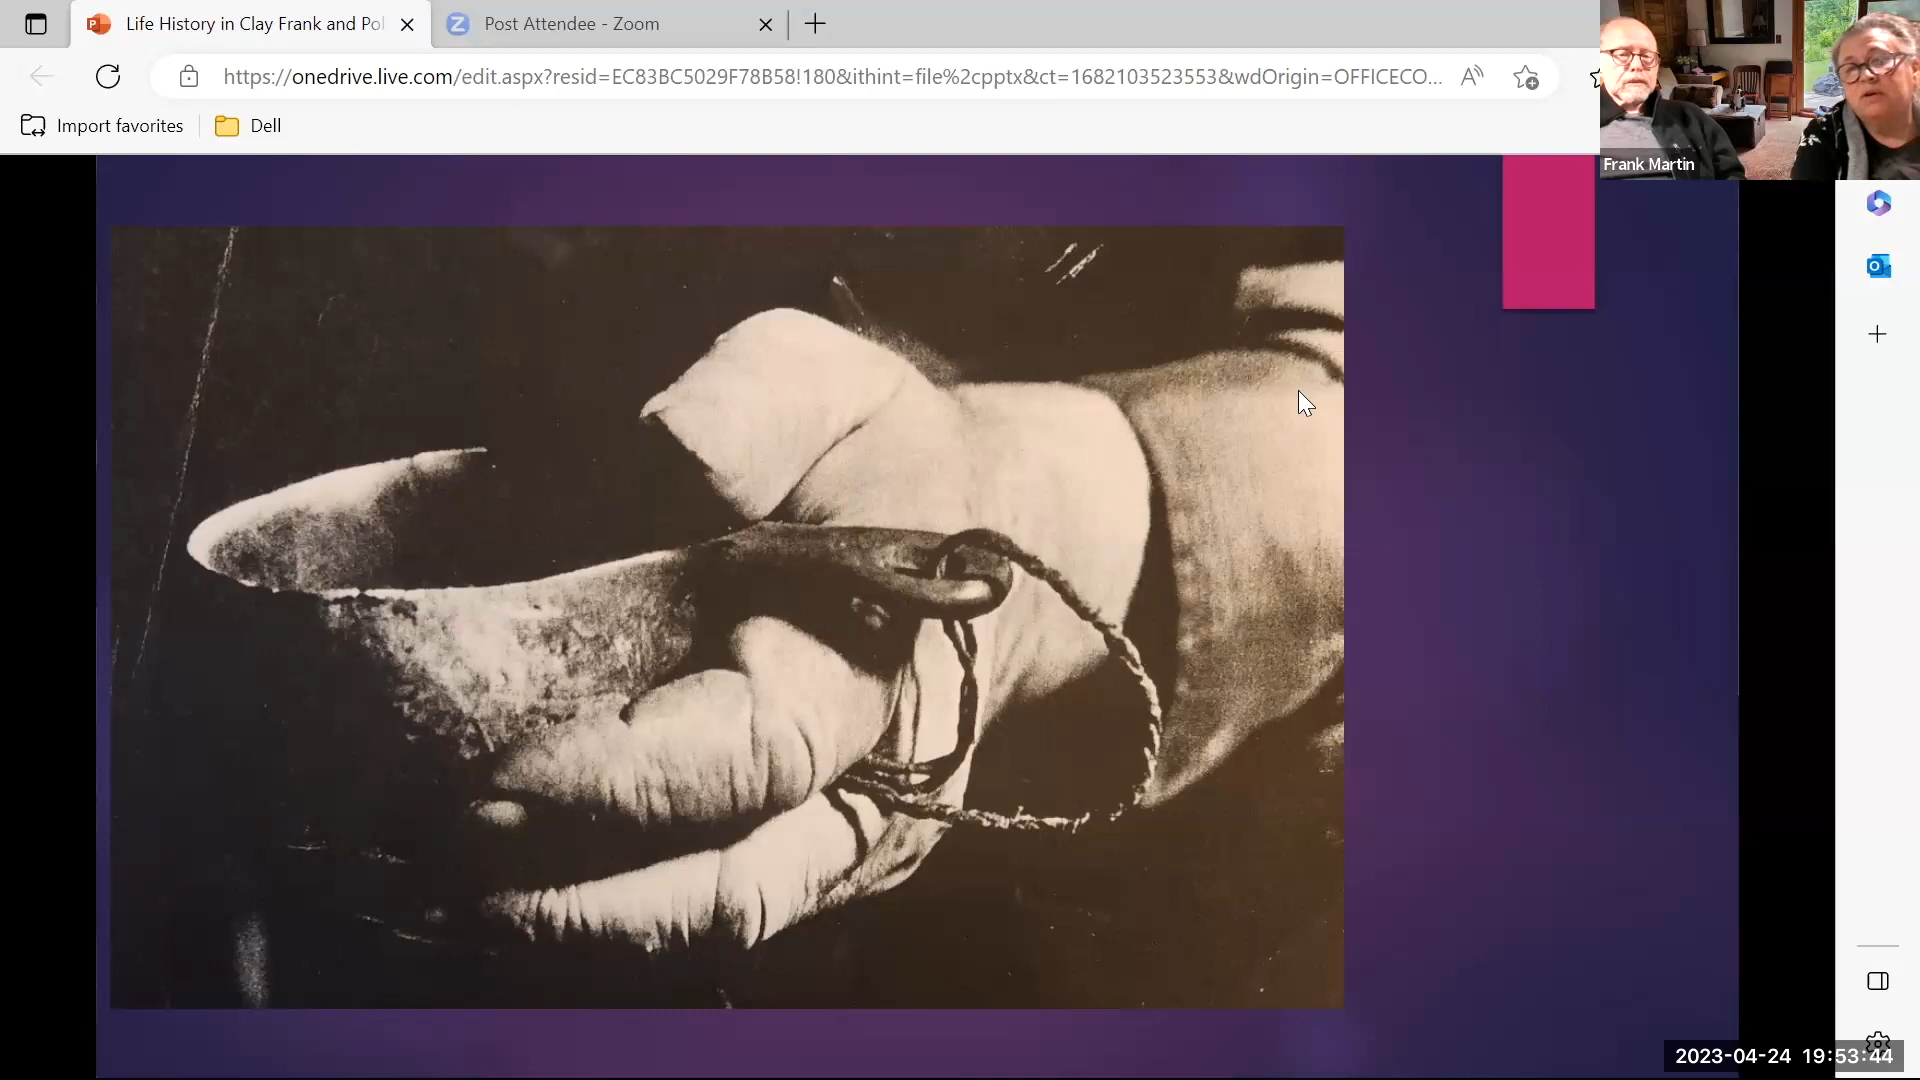 Life History in Clay Frank and Pol
Post Attendee - Zoom
https://onedrive.live.com/edit.aspx?resid=EC83BC5029F78B58!180&ithint=file%2cpptx&ct=1682103523553&wdOrigin=OFFICECO...
Import favorites
Dell
Frank Martin
2023-04-24 19:53:44